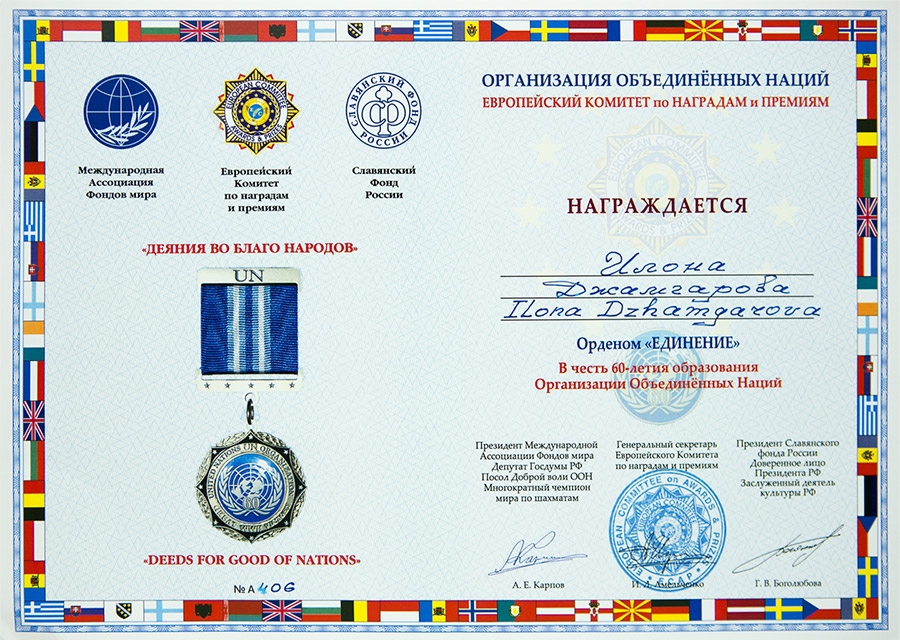 EUROPEAN COMMITTEE
AWARDS & PRIZES
СЛАВЯНСКИЙ ФОНД
РОССИИ
Международная
Ассоциация
Фондов мира
Европейский
Комитет
по наградам
и премиям
Славянский
Фонд
России
«ДЕЯНИЯ ВО БЛАГО НАРОДОВ»
UN
UNITED NATIONS UN ORGANIZATION
60
«DEEDS FOR GOOD OF NATIONS»
№ А 406
ОРГАНИЗАЦИЯ ОБЪЕДИНЁННЫХ НАЦИЙ
ЕВРОПЕЙСКИЙ КОМИТЕТ по НАГРАДАМ и ПРЕМИЯМ
НАГРАЖДАЕТСЯ
Илона
Джамгарова
Ilona Dzhamgarova
Орденом «ЕДИНЕНИЕ»
В честь 60-летия образования
Организации Объединённых Наций
Президент Международной
Ассоциации Фондов мира
Депутат Госдумы РФ
Посол Доброй воли ООН
Многократный чемпион
мира по шахматам
А. Е. Карпов
Генеральный секретарь
Европейского Комитета
по наградам и премиям
EUROPEAN COMMITTEE on AWARDS & PRIZES
И. Л. Амельченко
Президент Славянского
фонда России
Доверенное лицо
Президента РФ
Заслуженный деятель
культуры РФ
Г. В. Боголюбова